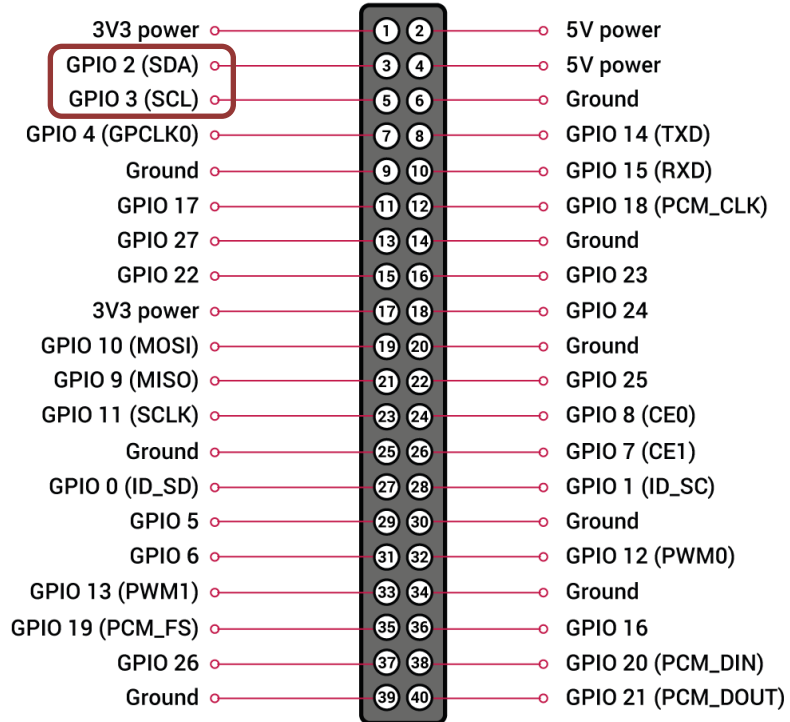 3V3 power 1 2 5V power
GPIO 2 (SDA) 3 4 5V power
GPIO 3 (SCL) 5 6 Ground
GPIO 4 (GPCLK0) 7 8 GPIO 14 (TXD)
Ground 9 10 GPIO 15 (RXD)
GPIO 17 11 12 GPIO 18 (PCM_CLK)
GPIO 27 13 14 Ground
GPIO 22 15 16 GPIO 23
3V3 power 17 18 GPIO 24
GPIO 10 (MOSI) 19 20 Ground
GPIO 9 (MISO) 21 22 GPIO 25
GPIO 11 (SCLK) 23 24 GPIO 8 (CE0)
Ground 25 26 GPIO 7 (CE1)
GPIO 0 (ID_SD) 27 28 GPIO 1 (ID_SC)
GPIO 5 29 30 Ground
GPIO 6 31 32 GPIO 12 (PWM0)
GPIO 13 (PWM1) 33 34 Ground
GPIO 19 (PCM_FS) 35 36 GPIO 16
GPIO 26 37 38 GPIO 20 (PCM_DIN)
Ground 39 40 GPIO 21 (PCM_DOUT)